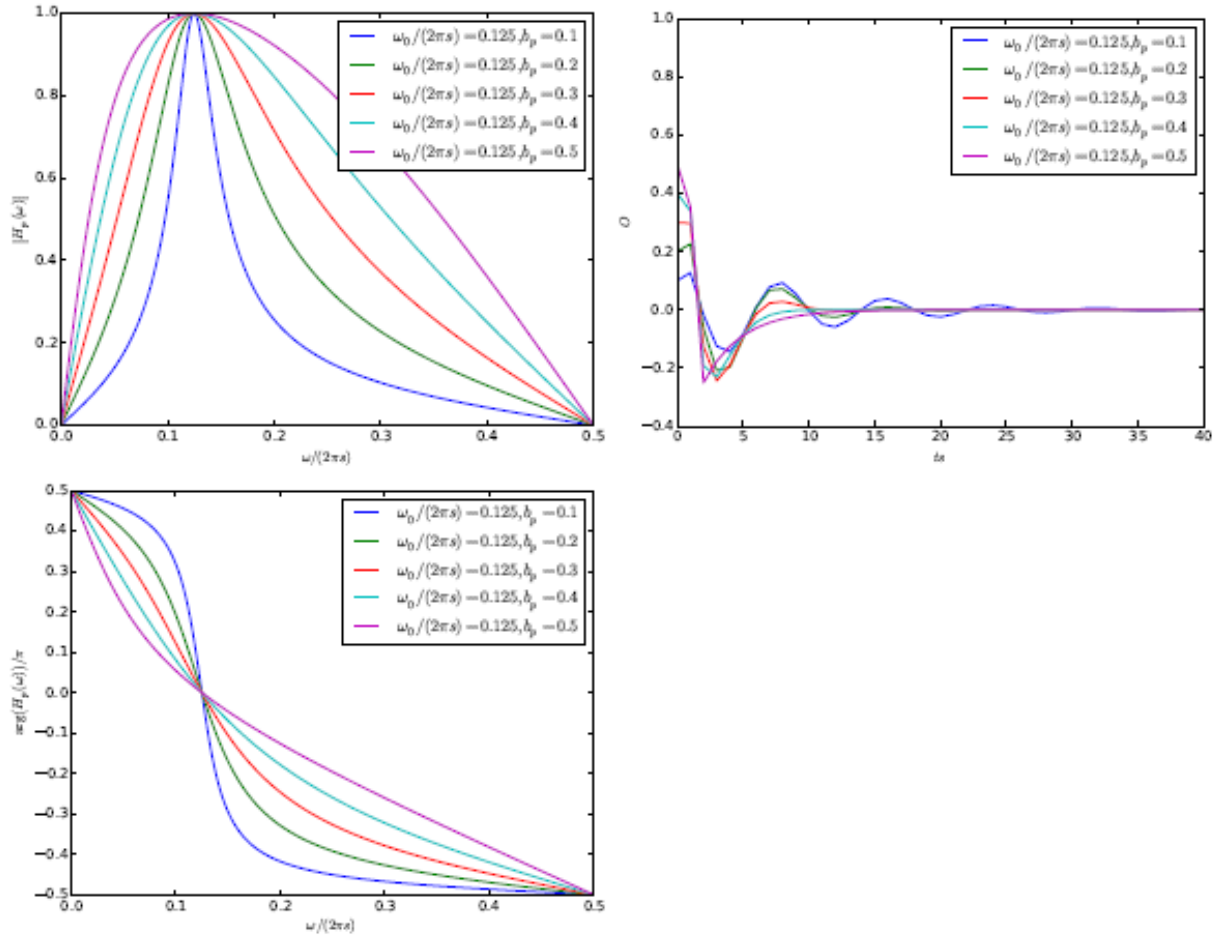 1.0
0.8
0.6
0.4
0.2
0.0
|H_p(ω)|
0.0 0.1 0.2 0.3 0.4 0.5
ω/(2πs)
ω_0/(2πs)=0.125,b_p=0.1
ω_0/(2πs)=0.125,b_p=0.2
ω_0/(2πs)=0.125,b_p=0.3
ω_0/(2πs)=0.125,b_p=0.4
ω_0/(2πs)=0.125,b_p=0.5
1.0
0.8
0.6
0.4
0.2
0.0
−0.2
−0.4
O
0 5 10 15 20 25 30 35 40
ts
ω_0/(2πs)=0.125,b_p=0.1
ω_0/(2πs)=0.125,b_p=0.2
ω_0/(2πs)=0.125,b_p=0.3
ω_0/(2πs)=0.125,b_p=0.4
ω_0/(2πs)=0.125,b_p=0.5
0.5
0.4
0.3
0.2
0.1
0.0
−0.1
−0.2
−0.3
−0.4
−0.5
arg(H_p(ω))/π
0.0 0.1 0.2 0.3 0.4 0.5
ω/(2πs)
ω_0/(2πs)=0.125,b_p=0.1
ω_0/(2πs)=0.125,b_p=0.2
ω_0/(2πs)=0.125,b_p=0.3
ω_0/(2πs)=0.125,b_p=0.4
ω_0/(2πs)=0.125,b_p=0.5